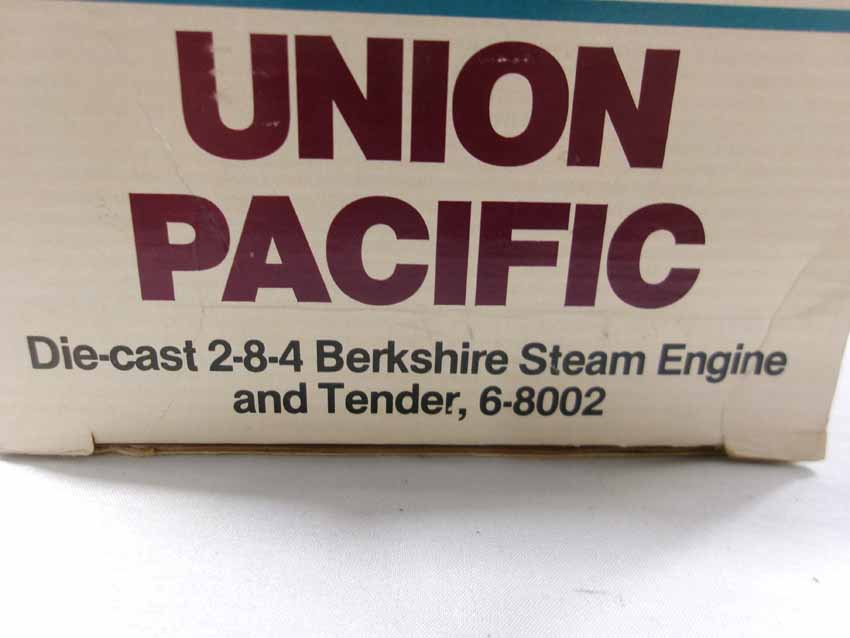 UNION
PACIFIC
Die-cast 2-8-4 Berkshire Steam Engine
and Tender, 6-8002